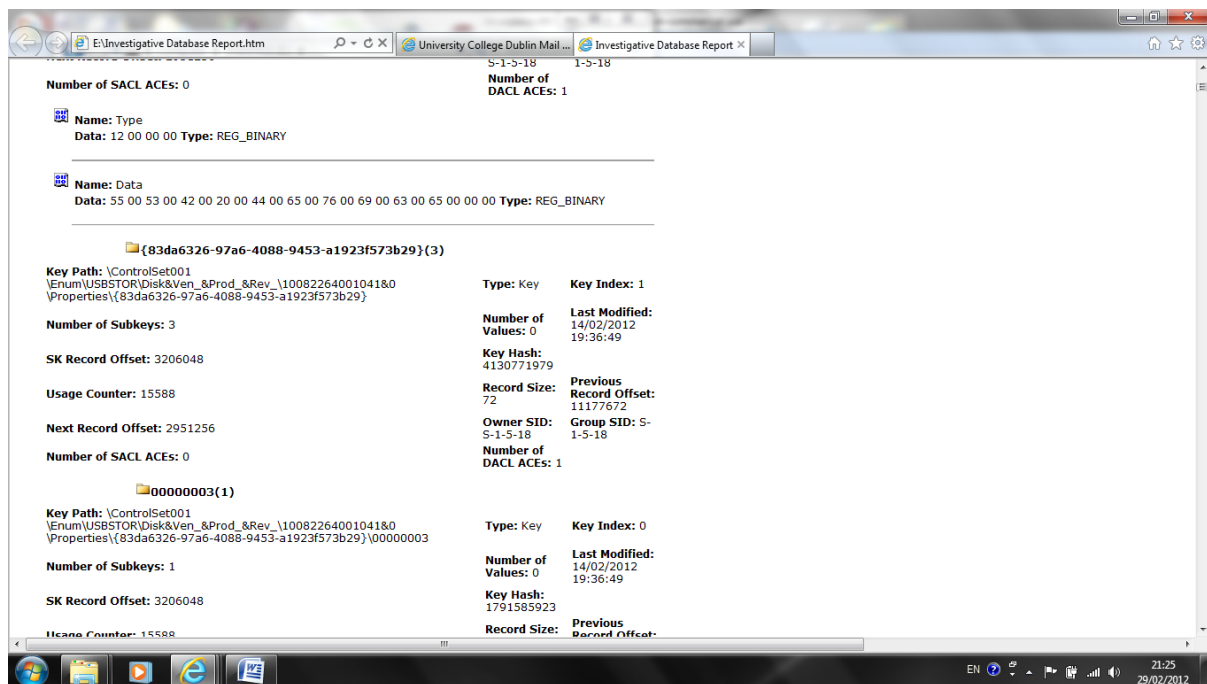 E:\Investigative Database Report.htm
University College Dublin Mail ...
Investigative Database Report
S-1-5-18 1-5-18
Number of SACL ACEs: 0
Number of
DACL ACEs: 1
Name: Type
Data: 12 00 00 00 Type: REG_BINARY
Name: Data
Data: 55 00 53 00 42 00 20 00 44 00 65 00 76 00 69 00 63 00 65 00 00 00 Type: REG_BINARY
{83da6326-97a6-4088-9453-a1923f573b29}(3)
Key Path: \ControlSet001
\Enum\USBSTOR\Disk&Ven_&Prod_&Rev_\10082264001041&0
\Properties\{83da6326-97a6-4088-9453-a1923f573b29}
Type: Key
Key Index: 1
Number of Subkeys: 3
Number of
Values: 0
Last Modified:
14/02/2012
19:36:49
SK Record Offset: 3206048
Key Hash:
4130771979
Usage Counter: 15588
Record Size:
72
Previous
Record Offset:
11177672
Next Record Offset: 2951256
Owner SID:
S-1-5-18
Group SID: S-
1-5-18
Number of SACL ACEs: 0
Number of
DACL ACEs: 1
00000003(1)
Key Path: \ControlSet001
\Enum\USBSTOR\Disk&Ven_&Prod_&Rev_\10082264001041&0
\Properties\{83da6326-97a6-4088-9453-a1923f573b29}\00000003
Type: Key
Key Index: 0
Number of Subkeys: 1
Number of
Values: 0
Last Modified:
14/02/2012
19:36:49
SK Record Offset: 3206048
Key Hash:
1791585923
Usage Counter: 15588
Record Size:
Previous
Record Offset:
EN
21:25
29/02/2012